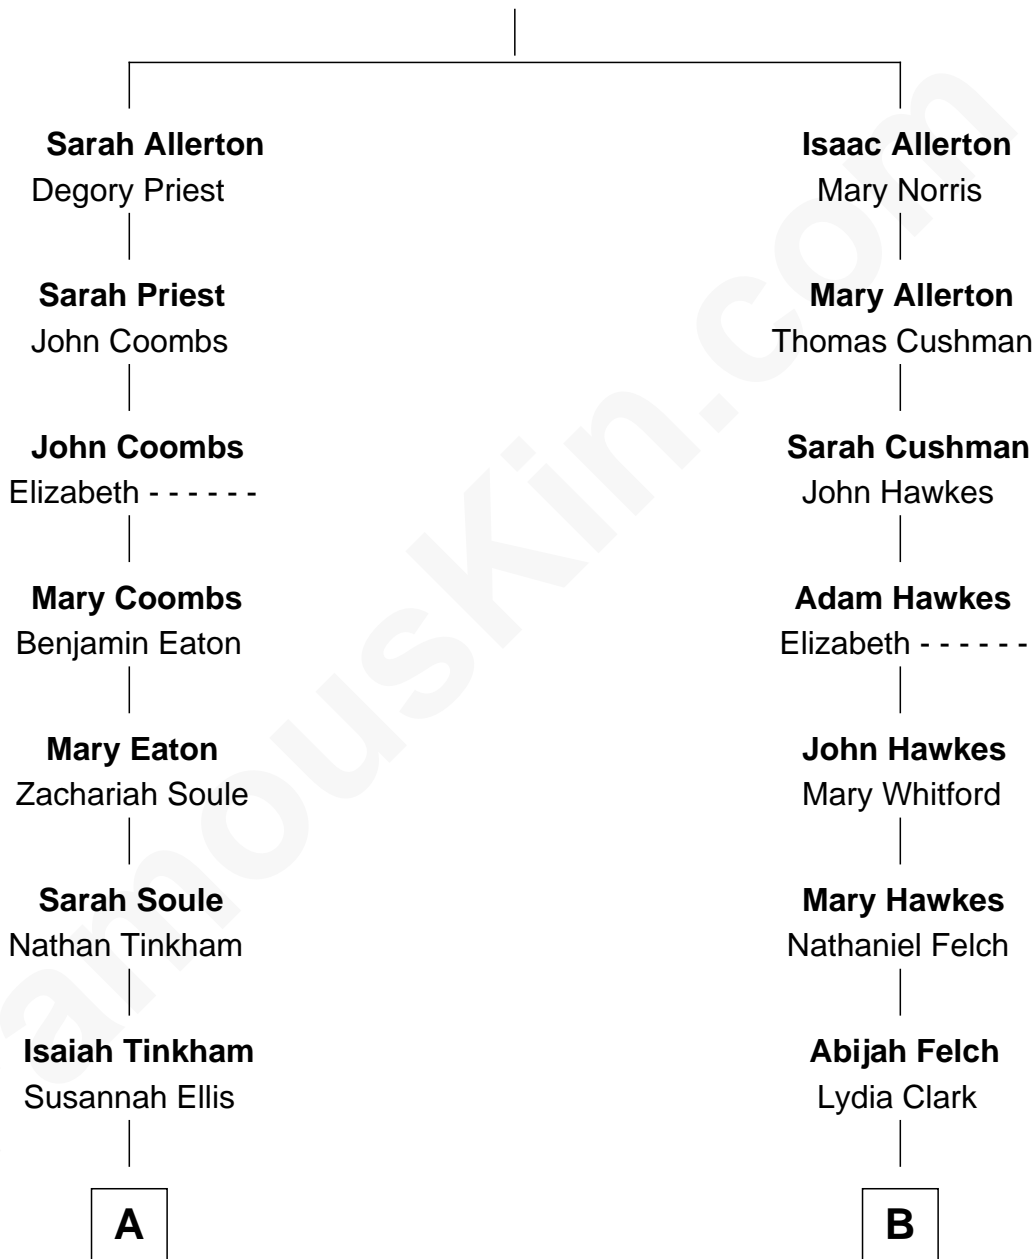 Sarah Allerton
Degory Priest
Sarah Priest
John Coombs
John Coombs
Elizabeth - - - - - -
Mary Coombs
Benjamin Eaton
Mary Eaton
Zachariah Soule
Sarah Soule
Nathan Tinkham
Isaiah Tinkham
Susannah Ellis
A
Isaac Allerton
Mary Norris
Mary Allerton
Thomas Cushman
Sarah Cushman
John Hawkes
Adam Hawkes
Elizabeth - - - - - -
John Hawkes
Mary Whitford
Mary Hawkes
Nathaniel Felch
Abijah Felch
Lydia Clark
B
amouskin.com